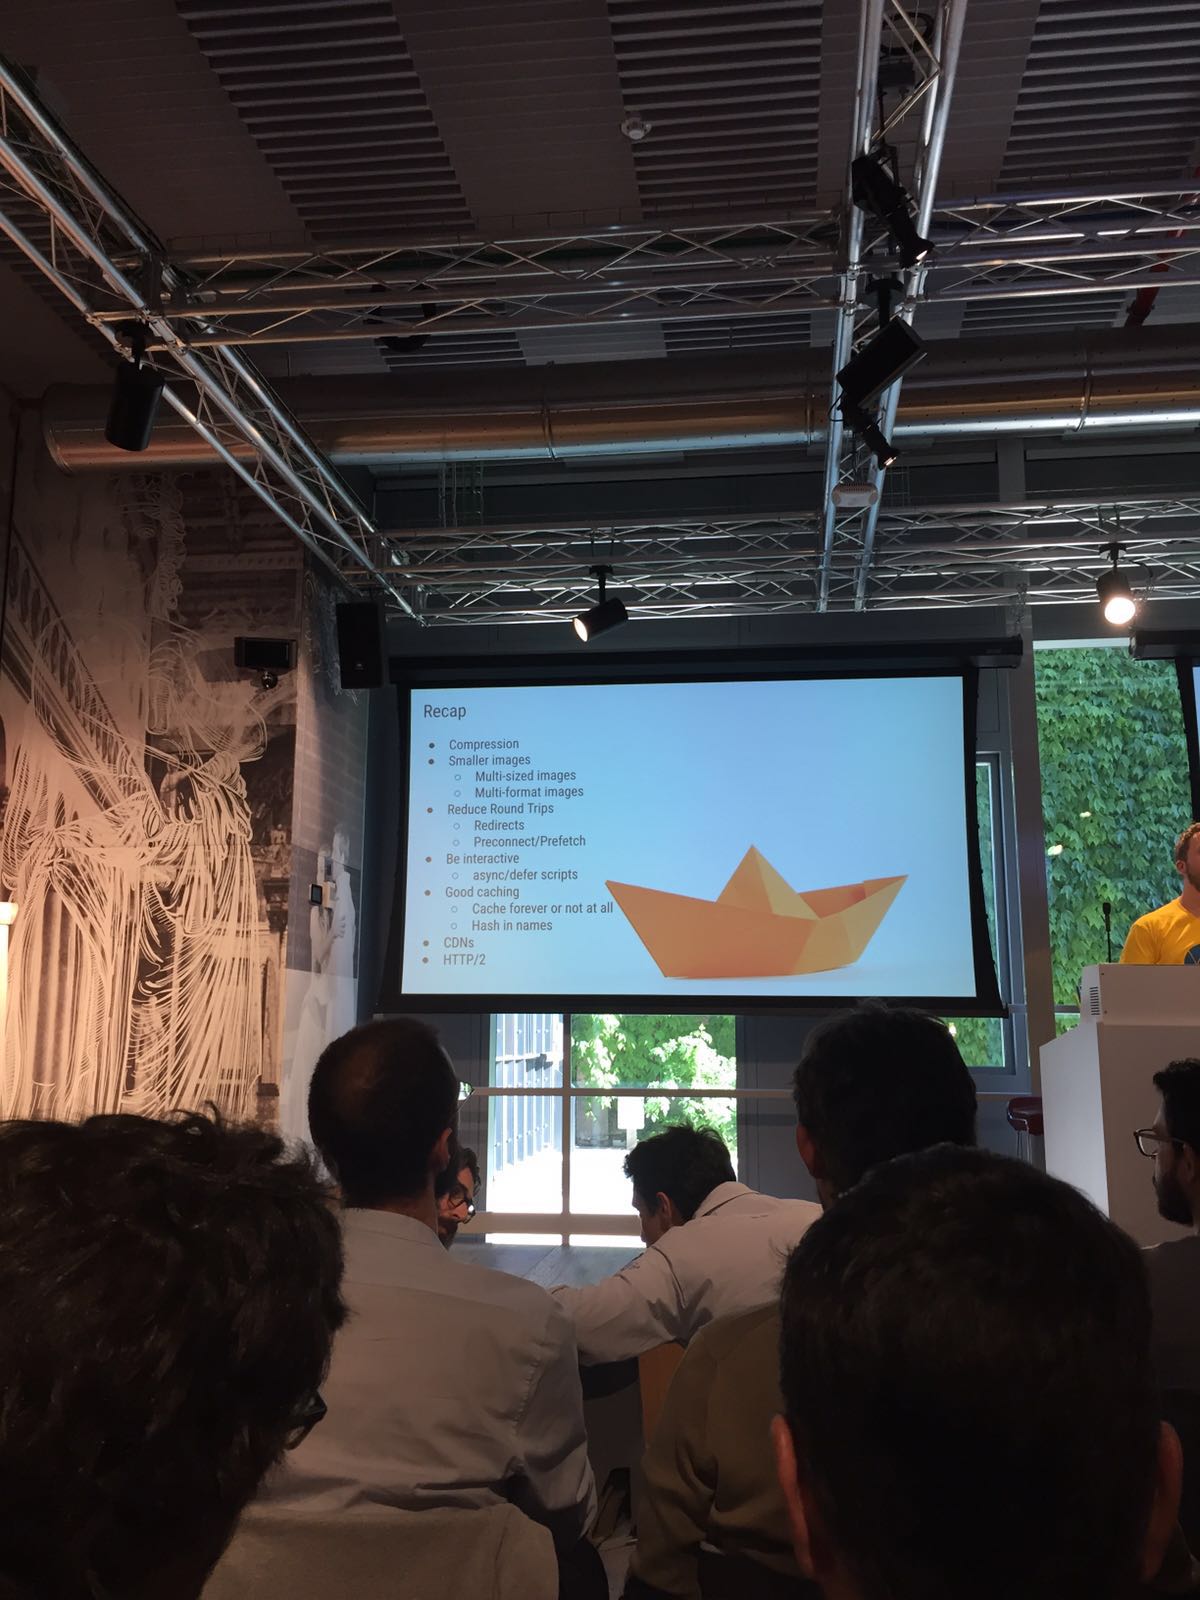 Recap
Compression
Smaller images
Multi-sized images
Multi-format images
Reduce Round Trips
Redirects
Preconnect/Prefetch
Be interactive
async/defer scripts
Good caching
Cache forever or not at all
Hash in names
CDNs
HTTP/2